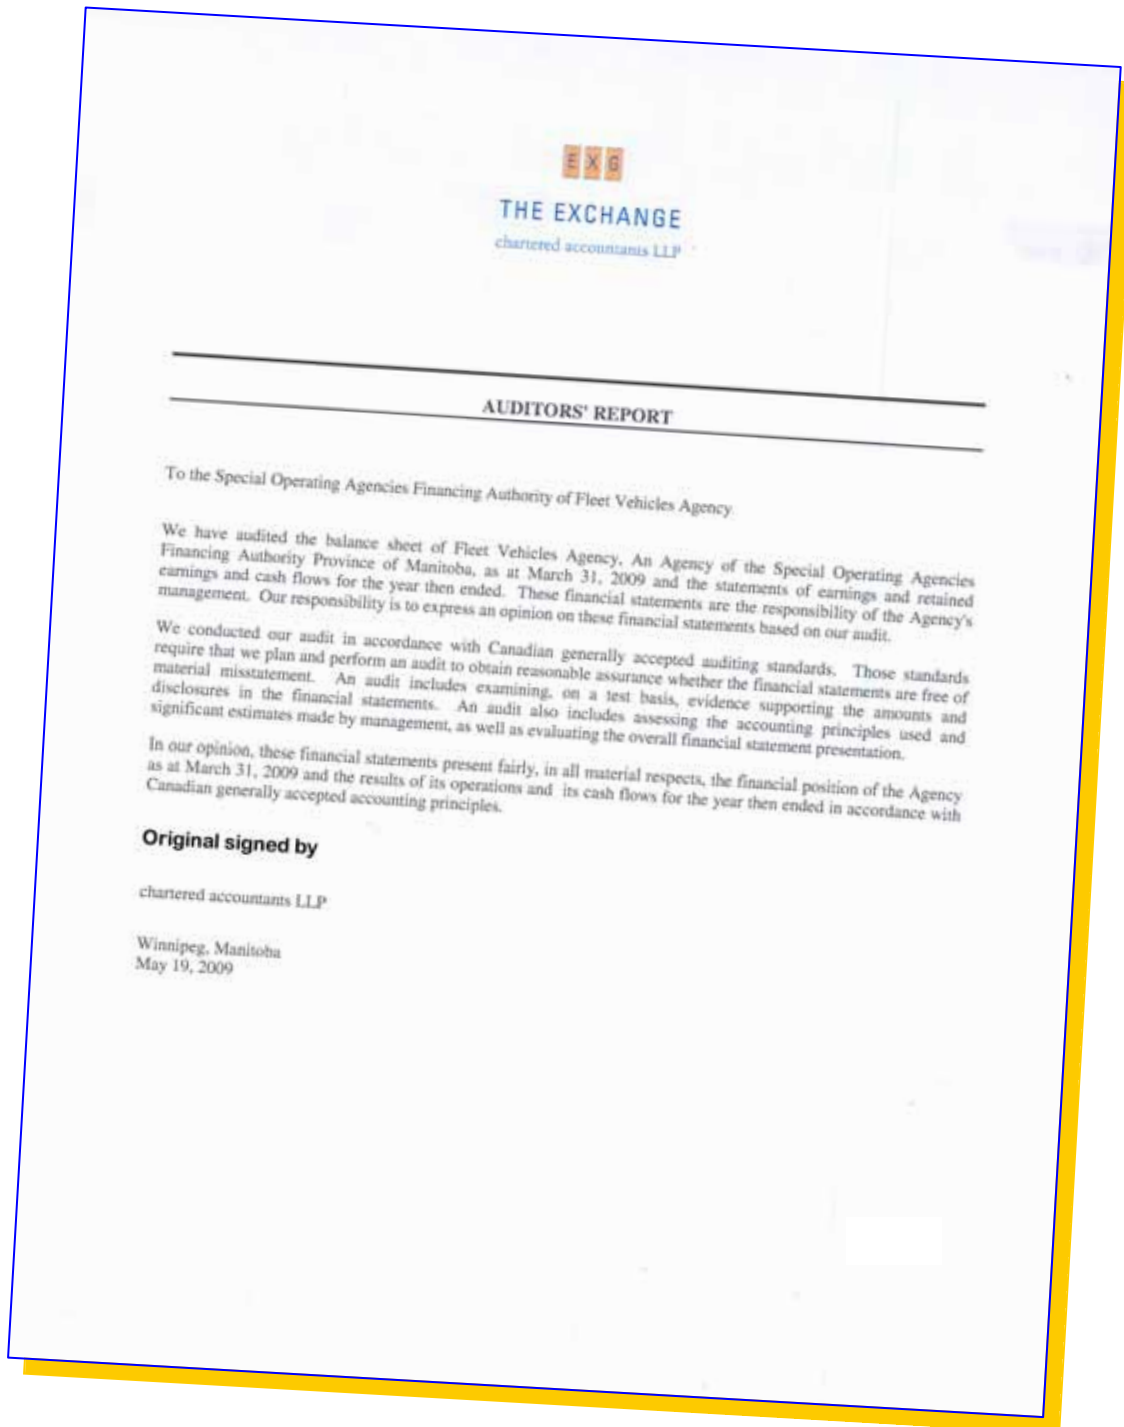 EXG
THE EXCHANGE
chartered accountants LLP
AUDITORS' REPORT
To the Special Operating Agencies Financing Authority of Fleet Vehicles Agency
We have audited the balance sheet of Fleet Vehicles Agency, An Agency of the Special Operating Agencies
Financing Authority Province of Manitoba, as at March 31, 2009 and the statements of earnings and retained
earnings and cash flows for the year then ended. These financial statements are the responsibility of the Agency's
management. Our responsibility is to express an opinion on these financial statements based on our audit.
We conducted our audit in accordance with Canadian generally accepted auditing standards. Those standards
require that we plan and perform an audit to obtain reasonable assurance whether the financial statements are free of
material misstatement. An audit includes examining, on a test basis, evidence supporting the amounts and
disclosures in the financial statements. An audit also includes assessing the accounting principles used and
significant estimates made by management, as well as evaluating the overall financial statement presentation.
In our opinion, these financial statements present fairly, in all material respects, the financial position of the Agency
as at March 31, 2009 and the results of its operations and its cash flows for the year then ended in accordance with
Canadian generally accepted accounting principles.
Original signed by
chartered accountants LLP
Winnipeg, Manitoba
May 19, 2009